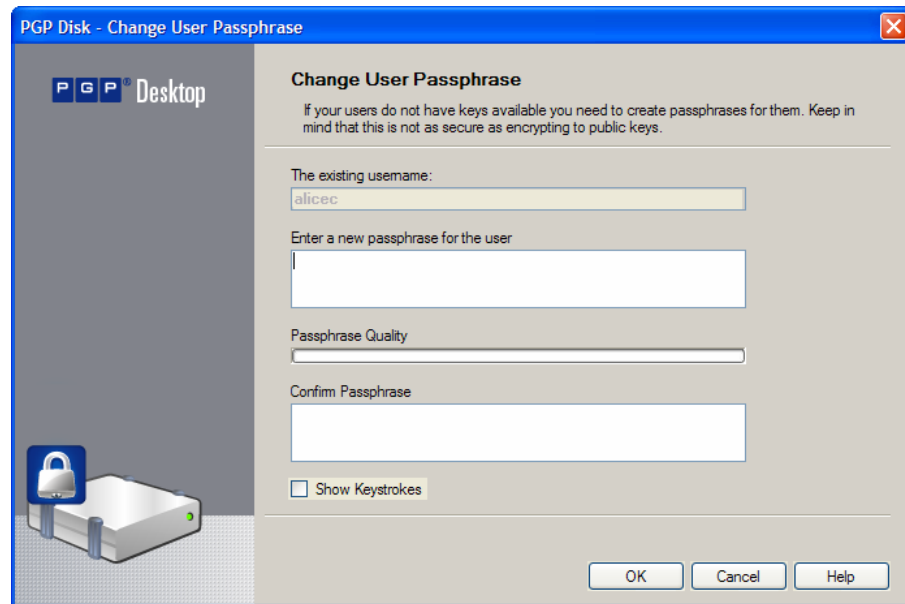 PGP Disk - Change User Passphrase
PGP® Desktop
Change User Passphrase
If your users do not have keys available you need to create passphrases for them. Keep in
mind that this is not as secure as encrypting to public keys.
The existing username:
alicec
Enter a new passphrase for the user
Passphrase Quality
Confirm Passphrase
Show Keystrokes
OK
Cancel
Help